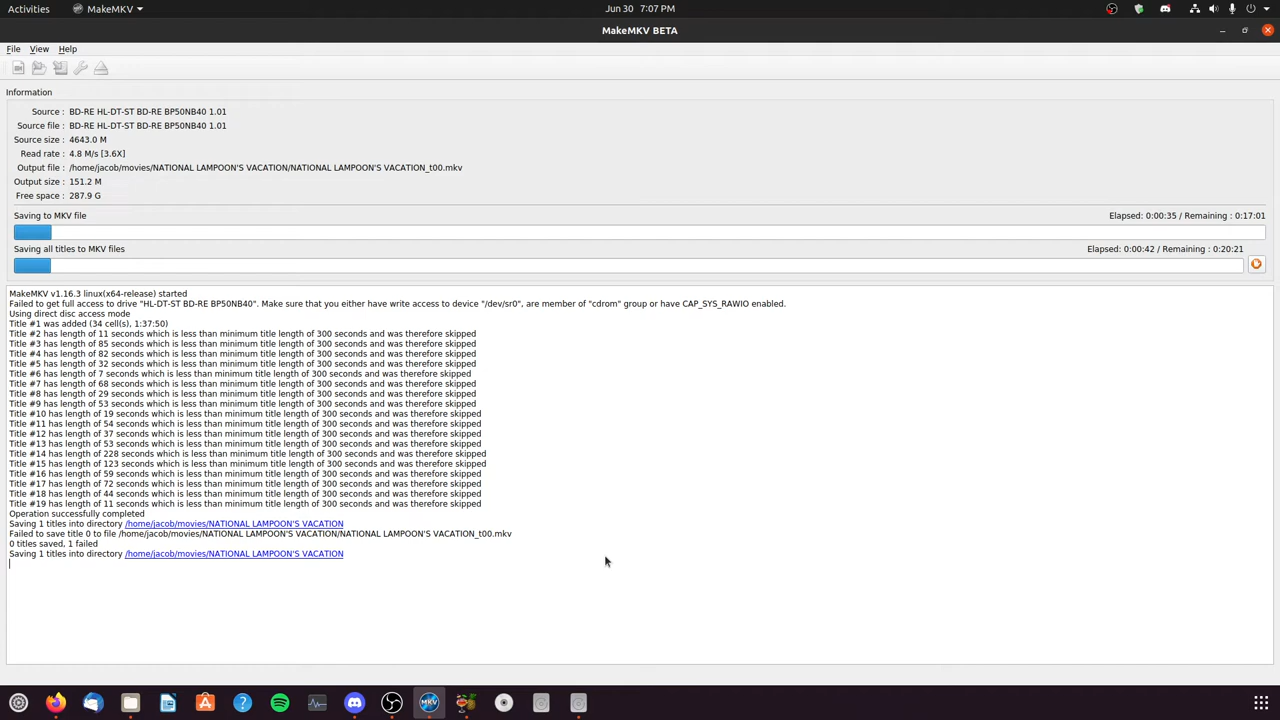 Activities MakeMKV Jun 30 7:07 PM
MakeMKV BETA
File View Help
Information
Source : BD-RE HL-DT-ST BD-RE BP50NB40 1.01
Source file : BD-RE HL-DT-ST BD-RE BP50NB40 1.01
Source size : 4643.0 M
Read rate : 4.8 M/s [3.6X]
Output file : /home/jacob/movies/NATIONAL LAMPOON'S VACATION/NATIONAL LAMPOON'S VACATION_t00.mkv
Output size : 151.2 M
Free space : 287.9 G
Saving to MKV file Elapsed: 0:00:35 / Remaining : 0:17:01
Saving all titles to MKV files Elapsed: 0:00:42 / Remaining : 0:20:21
MakeMKV v1.16.3 linux(x64-release) started
Failed to get full access to drive "HL-DT-ST BD-RE BP50NB40". Make sure that you either have write access to device "/dev/sr0", are member of "cdrom" group or have CAP_SYS_RAWIO enabled.
Using direct disc access mode
Title #1 was added (34 cell(s), 1:37:50)
Title #2 has length of 11 seconds which is less than minimum title length of 300 seconds and was therefore skipped
Title #3 has length of 85 seconds which is less than minimum title length of 300 seconds and was therefore skipped
Title #4 has length of 82 seconds which is less than minimum title length of 300 seconds and was therefore skipped
Title #5 has length of 32 seconds which is less than minimum title length of 300 seconds and was therefore skipped
Title #6 has length of 7 seconds which is less than minimum title length of 300 seconds and was therefore skipped
Title #7 has length of 68 seconds which is less than minimum title length of 300 seconds and was therefore skipped
Title #8 has length of 29 seconds which is less than minimum title length of 300 seconds and was therefore skipped
Title #9 has length of 53 seconds which is less than minimum title length of 300 seconds and was therefore skipped
Title #10 has length of 19 seconds which is less than minimum title length of 300 seconds and was therefore skipped
Title #11 has length of 54 seconds which is less than minimum title length of 300 seconds and was therefore skipped
Title #12 has length of 37 seconds which is less than minimum title length of 300 seconds and was therefore skipped
Title #13 has length of 53 seconds which is less than minimum title length of 300 seconds and was therefore skipped
Title #14 has length of 228 seconds which is less than minimum title length of 300 seconds and was therefore skipped
Title #15 has length of 123 seconds which is less than minimum title length of 300 seconds and was therefore skipped
Title #16 has length of 59 seconds which is less than minimum title length of 300 seconds and was therefore skipped
Title #17 has length of 72 seconds which is less than minimum title length of 300 seconds and was therefore skipped
Title #18 has length of 44 seconds which is less than minimum title length of 300 seconds and was therefore skipped
Title #19 has length of 11 seconds which is less than minimum title length of 300 seconds and was therefore skipped
Operation successfully completed
Saving 1 titles into directory /home/jacob/movies/NATIONAL LAMPOON'S VACATION
Failed to save title 0 to file /home/jacob/movies/NATIONAL LAMPOON'S VACATION/NATIONAL LAMPOON'S VACATION_t00.mkv
0 titles saved, 1 failed
Saving 1 titles into directory /home/jacob/movies/NATIONAL LAMPOON'S VACATION
MKV